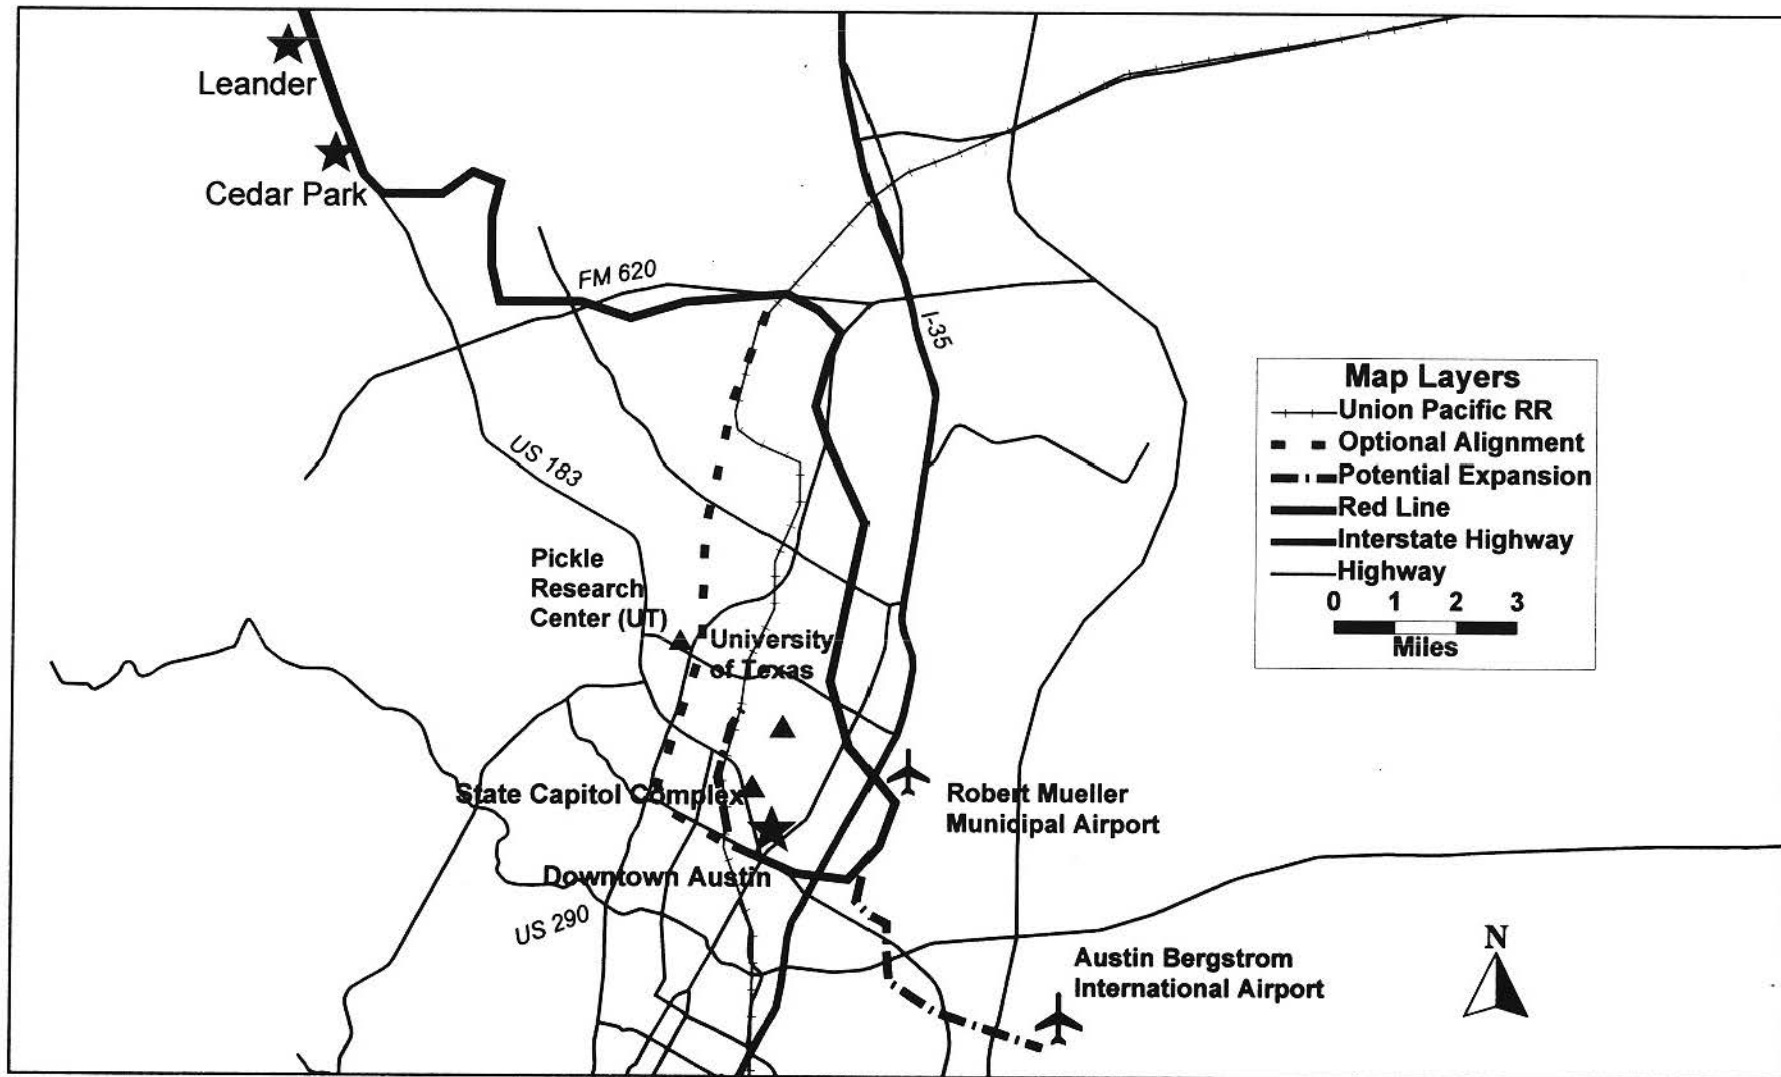 Leander
Cedar Park
FM 620
I-35
US 183
Map Layers
Union Pacific RR
Optional Alignment
Potential Expansion
Red Line
Interstate Highway
Highway
0 1 2 3
Miles
Pickle
Research
Center (UT)
University
of Texas
State Capitol Complex
Robert Mueller
Municipal Airport
Downtown Austin
US 290
Austin Bergstrom
International Airport
N